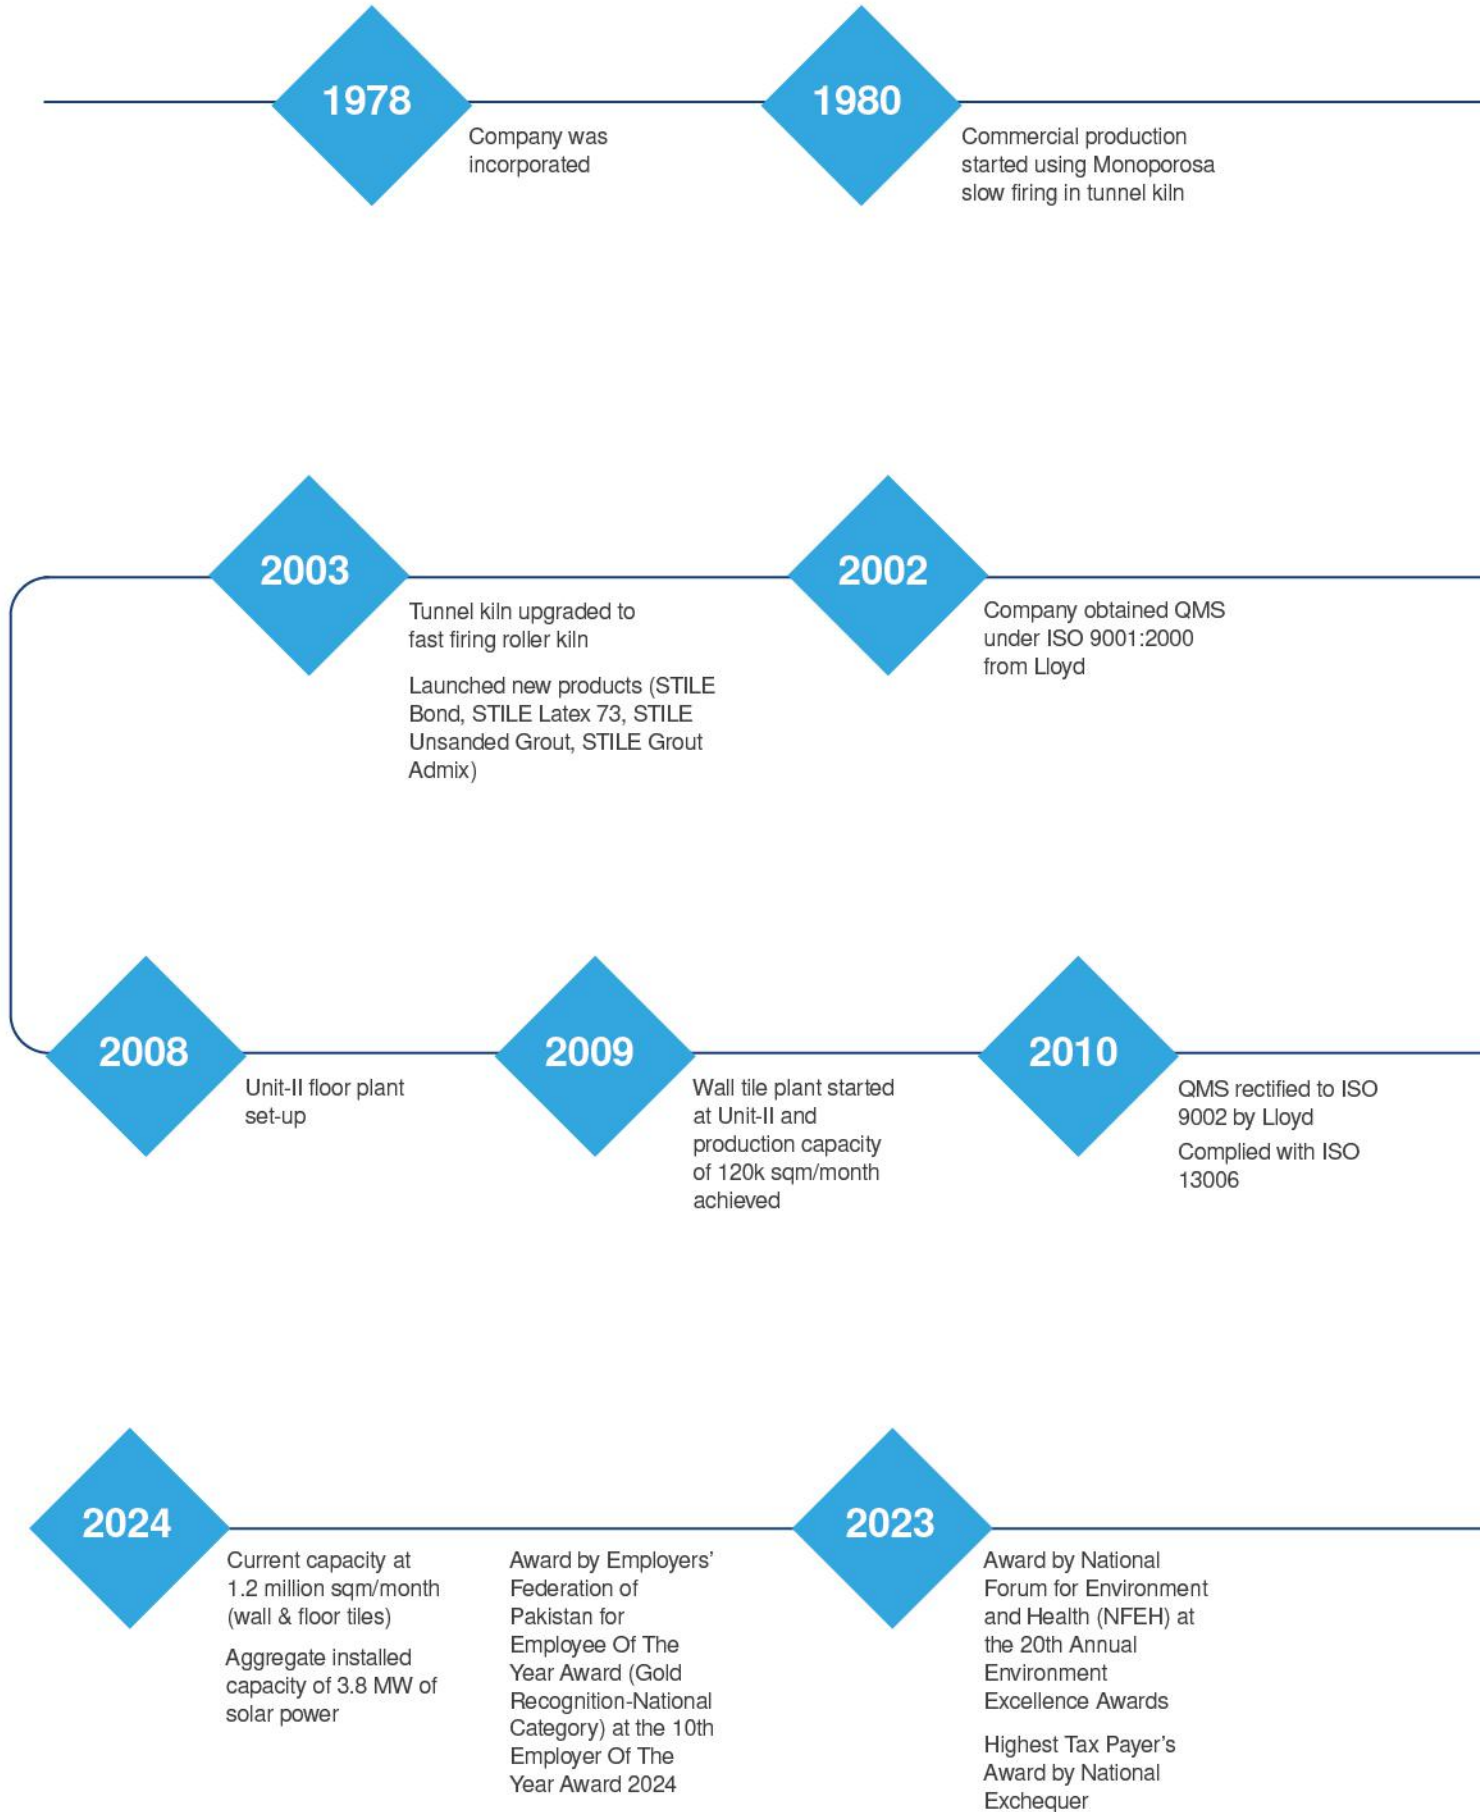 1978
Company was
incorporated
1980
Commercial production
started using Monoporosa
slow firing in tunnel kiln
2003
Tunnel kiln upgraded to
fast firing roller kiln
Launched new products (STILE
Bond, STILE Latex 73, STILE
Unsanded Grout, STILE Grout
Admix)
2002
Company obtained QMS
under ISO 9001:2000
from Lloyd
2008
Unit-II floor plant
set-up
2009
Wall tile plant started
at Unit-II and
production capacity
of 120k sqm/month
achieved
2010
QMS rectified to ISO
9002 by Lloyd
Complied with ISO
13006
2024
Current capacity at
1.2 million sqm/month
(wall & floor tiles)
Aggregate installed
capacity of 3.8 MW of
solar power
Award by Employers’
Federation of
Pakistan for
Employee Of The
Year Award (Gold
Recognition-National
Category) at the 10th
Employer Of The
Year Award 2024
2023
Award by National
Forum for Environment
and Health (NFEH) at
the 20th Annual
Environment
Excellence Awards
Highest Tax Payer’s
Award by National
Exchequer